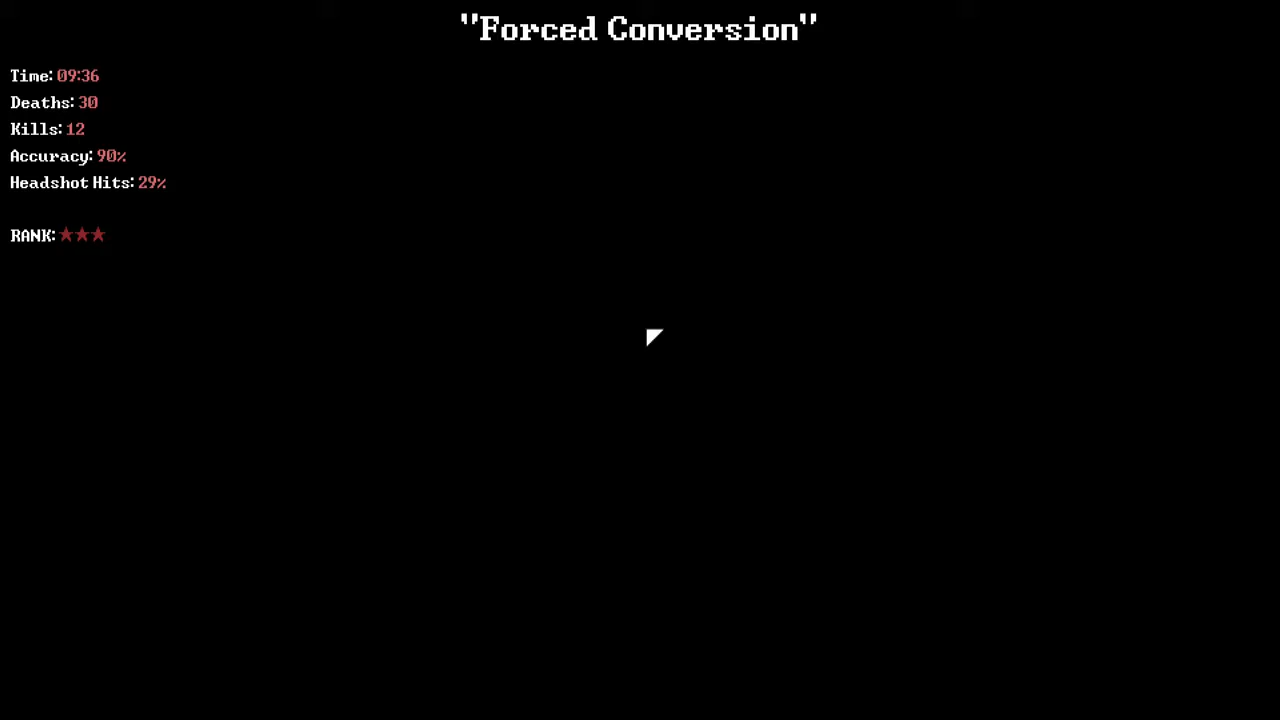 "Forced Conversion"
Time: 09:36
Deaths: 30
Kills: 12
Accuracy: 90%
Headshot Hits: 29%
RANK: ★★★